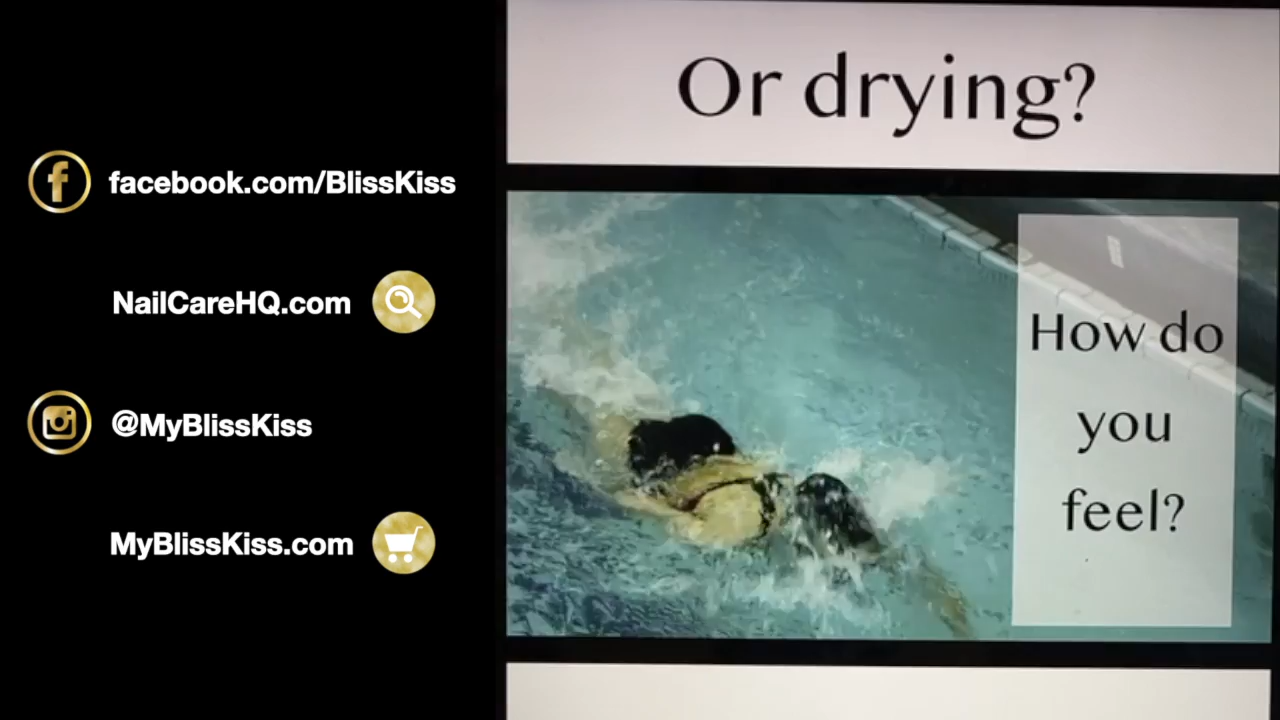 facebook.com/BlissKiss
NailCareHQ.com
@MyBlissKiss
MyBlissKiss.com
Or drying?
How do
you
feel?